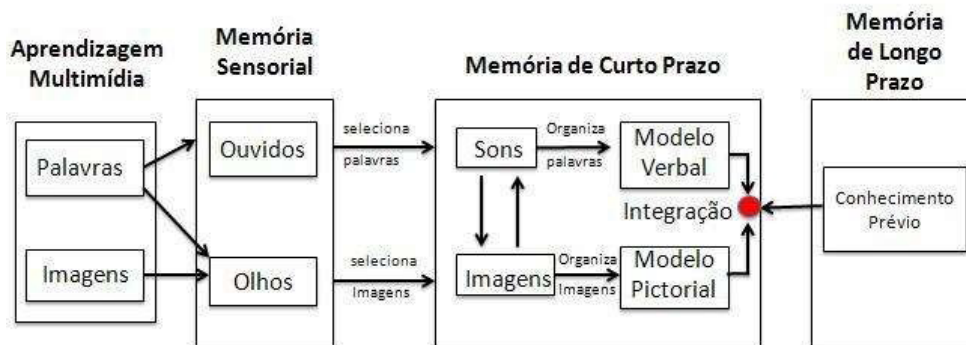 Aprendizagem
Multimídia
Palavras
Imagens
Memória
Sensorial
Ouvidos
Olhos
seleciona
palavras
seleciona
Imagens
Memória de Curto Prazo
Sons
Organiza
palavras
Modelo
Verbal
Integração
Imagens
Organiza
Imagens
Modelo
Pictorial
Memória
de Longo
Prazo
Conhecimento
Prévio